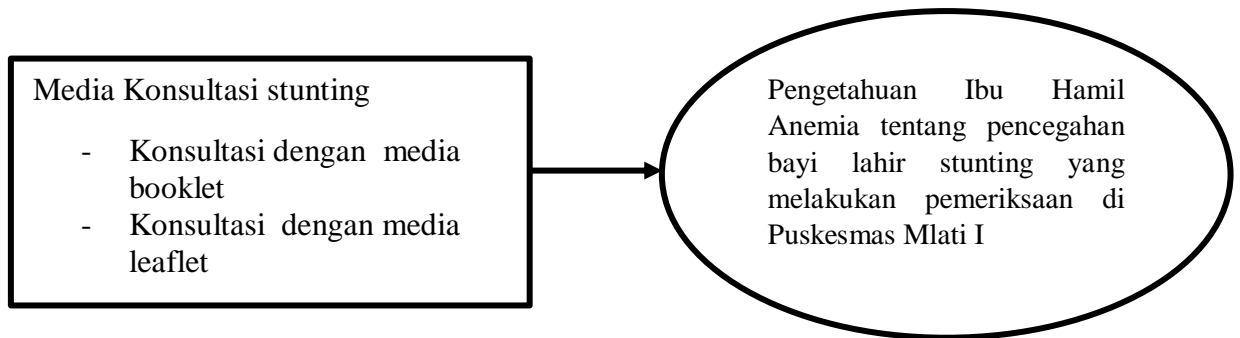 Media Konsultasi stunting
- Konsultasi dengan media
booklet
- Konsultasi dengan media
leaflet
Pengetahuan Ibu Hamil
Anemia tentang pencegahan
bayi lahir stunting yang
melakukan pemeriksaan di
Puskesmas Mlati I